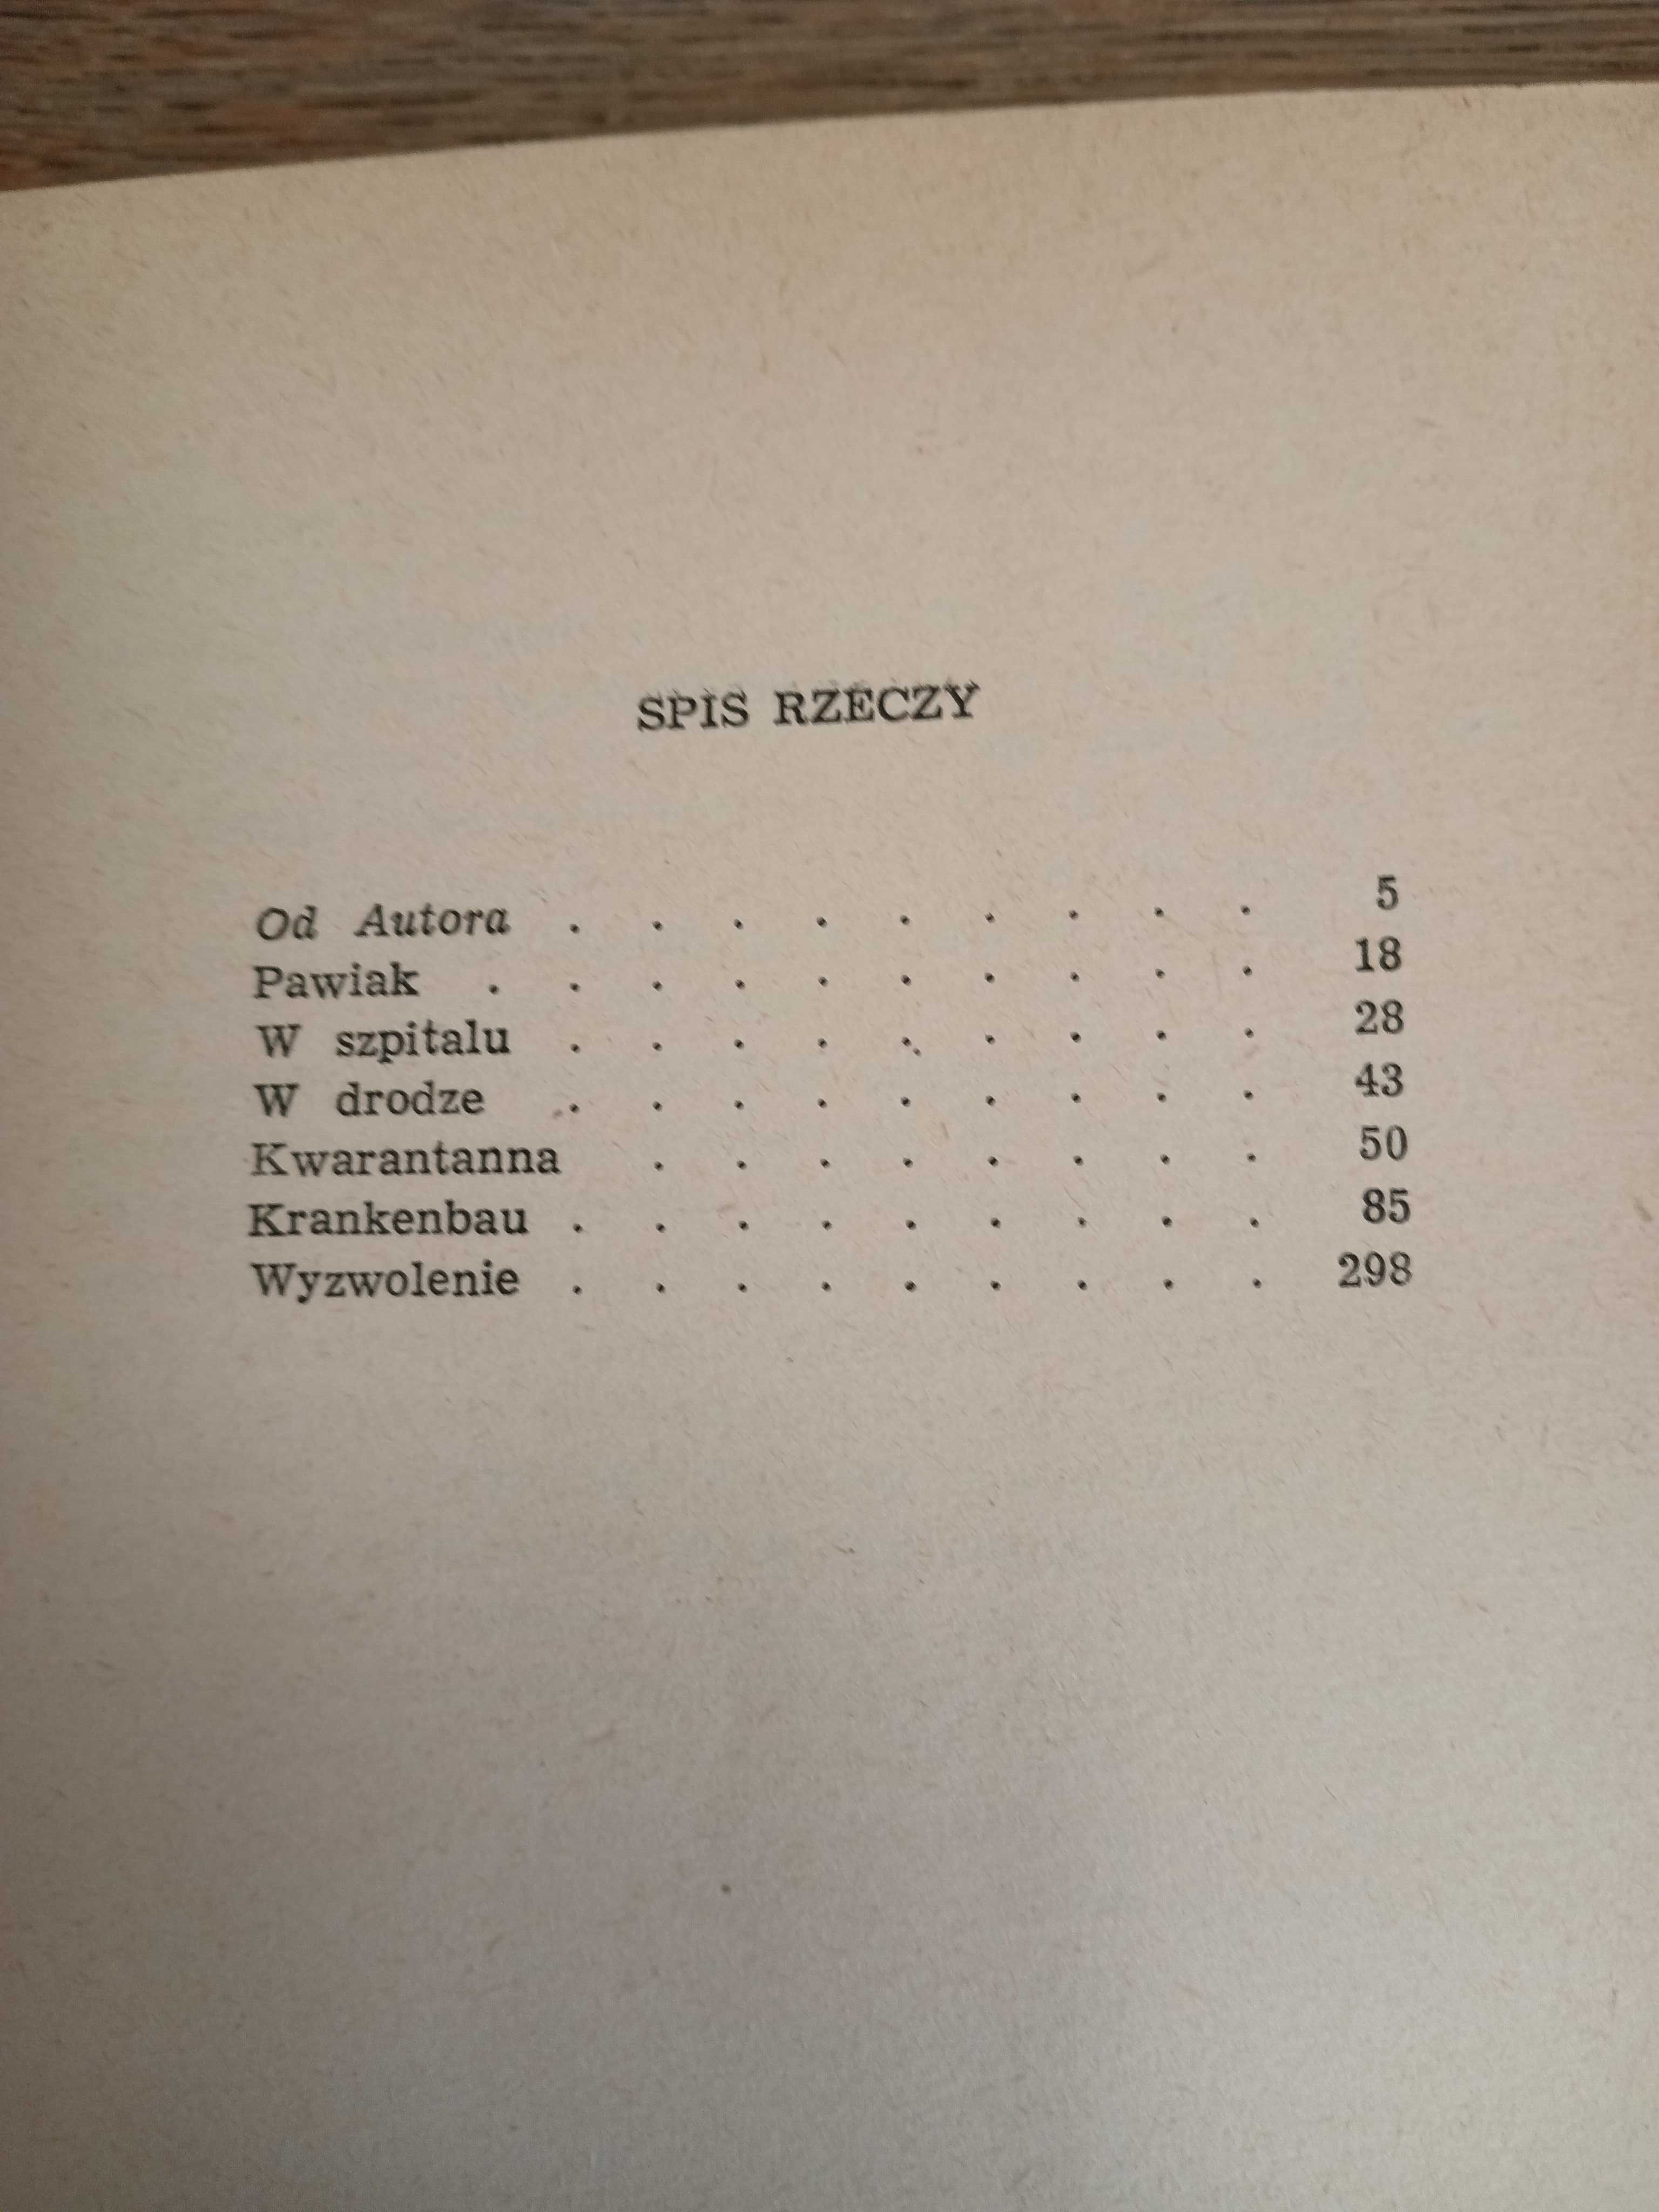 SPIS RZECZY
Od Autora . . . . . . . . . 5
Pawiak . . . . . . . . . . 18
W szpitalu . . . . . . . . . 28
W drodze . . . . . . . . . 43
Kwarantanna . . . . . . . . 50
Krankenbau . . . . . . . . . 85
Wyzwolenie . . . . . . . . . 298